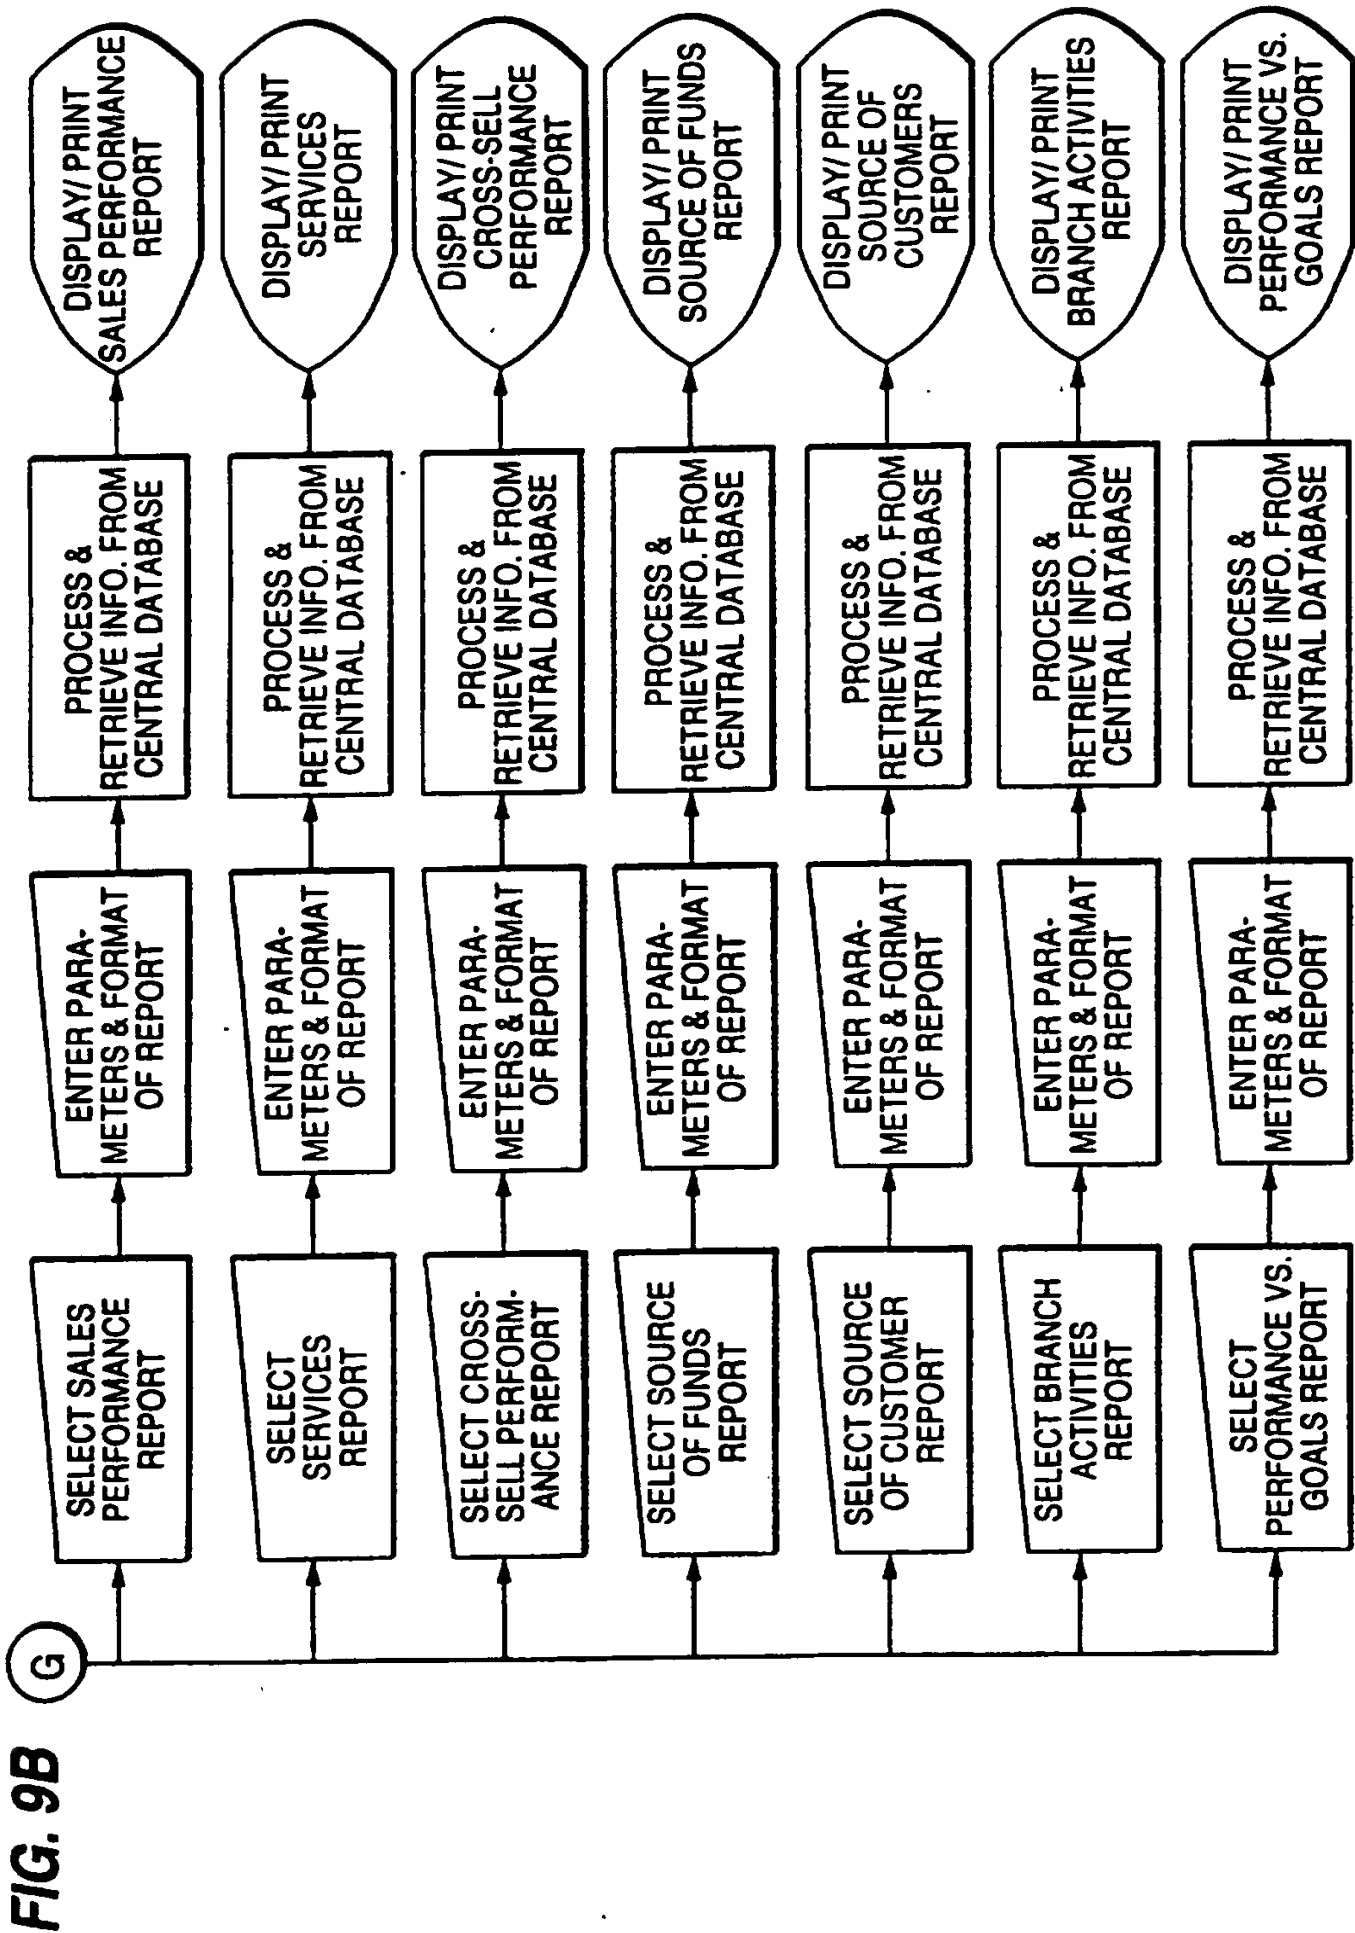 FIG. 9B
G
SELECT SALES
PERFORMANCE
REPORT
ENTER PARA-
METERS & FORMAT
OF REPORT
PROCESS &
RETRIEVE INFO. FROM
CENTRAL DATABASE
DISPLAY/ PRINT
SALES PERFORMANCE
REPORT
SELECT
SERVICES
REPORT
ENTER PARA-
METERS & FORMAT
OF REPORT
PROCESS &
RETRIEVE INFO. FROM
CENTRAL DATABASE
DISPLAY/ PRINT
SERVICES
REPORT
SELECT CROSS-
SELL PERFORM-
ANCE REPORT
ENTER PARA-
METERS & FORMAT
OF REPORT
PROCESS &
RETRIEVE INFO. FROM
CENTRAL DATABASE
DISPLAY/ PRINT
CROSS-SELL
PERFORMANCE
REPORT
SELECT SOURCE
OF FUNDS
REPORT
ENTER PARA-
METERS & FORMAT
OF REPORT
PROCESS &
RETRIEVE INFO. FROM
CENTRAL DATABASE
DISPLAY/ PRINT
SOURCE OF FUNDS
REPORT
SELECT SOURCE
OF CUSTOMER
REPORT
ENTER PARA-
METERS & FORMAT
OF REPORT
PROCESS &
RETRIEVE INFO. FROM
CENTRAL DATABASE
DISPLAY/ PRINT
SOURCE OF
CUSTOMERS
REPORT
SELECT BRANCH
ACTIVITIES
REPORT
ENTER PARA-
METERS & FORMAT
OF REPORT
PROCESS &
RETRIEVE INFO. FROM
CENTRAL DATABASE
DISPLAY/ PRINT
BRANCH ACTIVITIES
REPORT
SELECT
PERFORMANCE VS.
GOALS REPORT
ENTER PARA-
METERS & FORMAT
OF REPORT
PROCESS &
RETRIEVE INFO. FROM
CENTRAL DATABASE
DISPLAY/ PRINT
PERFORMANCE VS.
GOALS REPORT